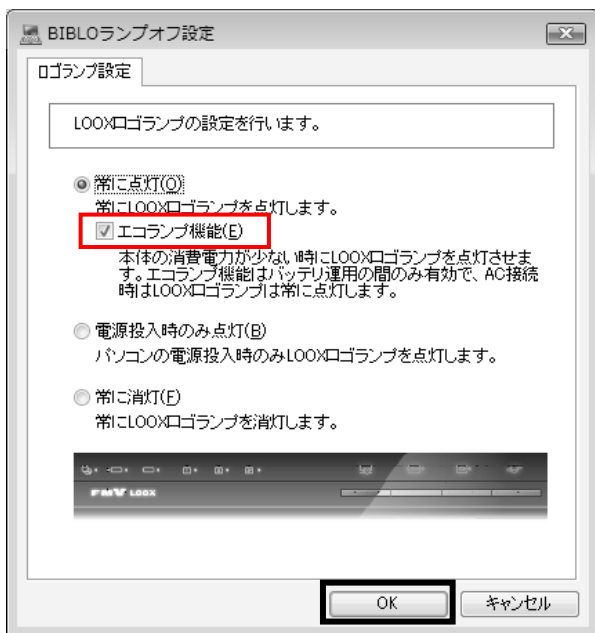 BIBLOランプオフ設定
ロゴランプ設定
LOOXロゴランプの設定を行います。
常に点灯(O)
常にLOOXロゴランプを点灯します。
エコランプ機能(E)
本体の消費電力が少ない時にLOOXロゴランプを点灯させま
す。エコランプ機能はバッテリ運用の間のみ有効で、AC接続
時はLOOXロゴランプは常に点灯します。
電源投入時のみ点灯(B)
パソコンの電源投入時のみLOOXロゴランプを点灯します。
常に消灯(F)
常にLOOXロゴランプを消灯します。
FMV LOOX
OK
キャンセル